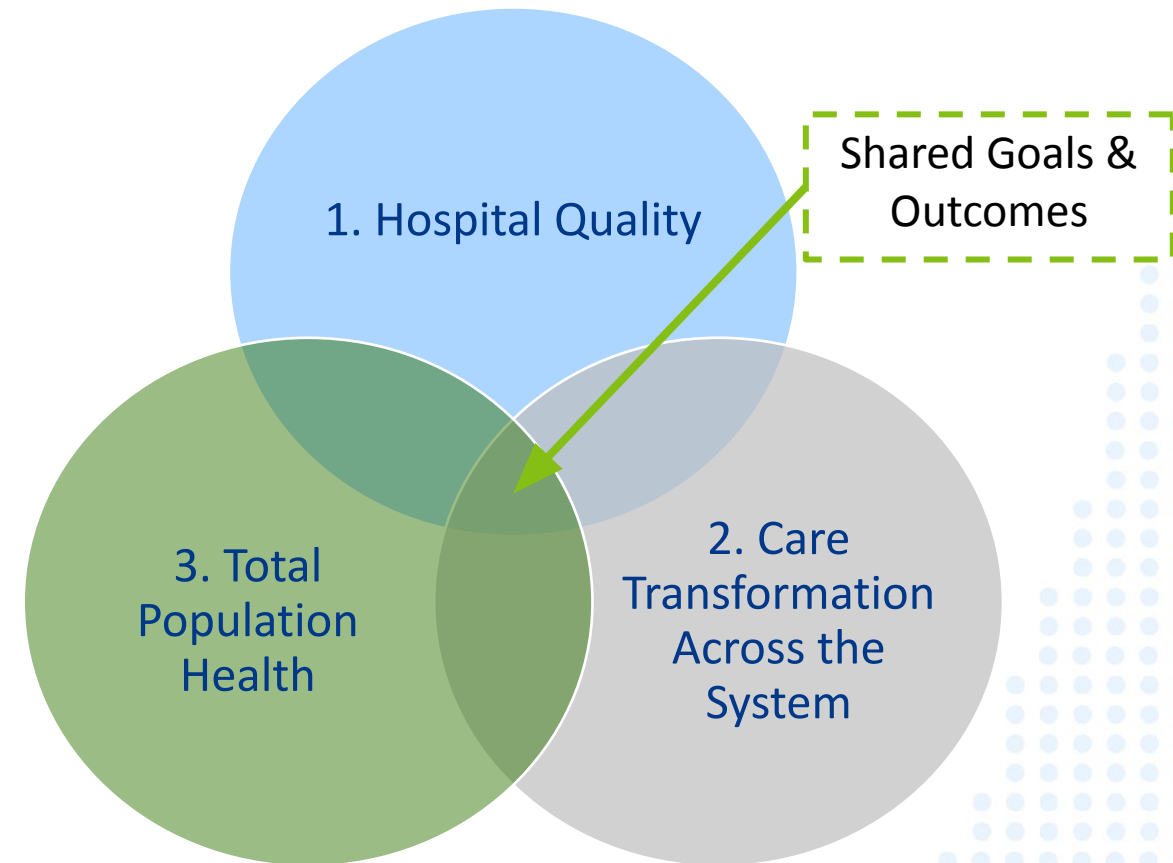 1. Hospital Quality
Shared Goals &
Outcomes
2. Care
Transformation
Across the
System
3. Total
Population
Health